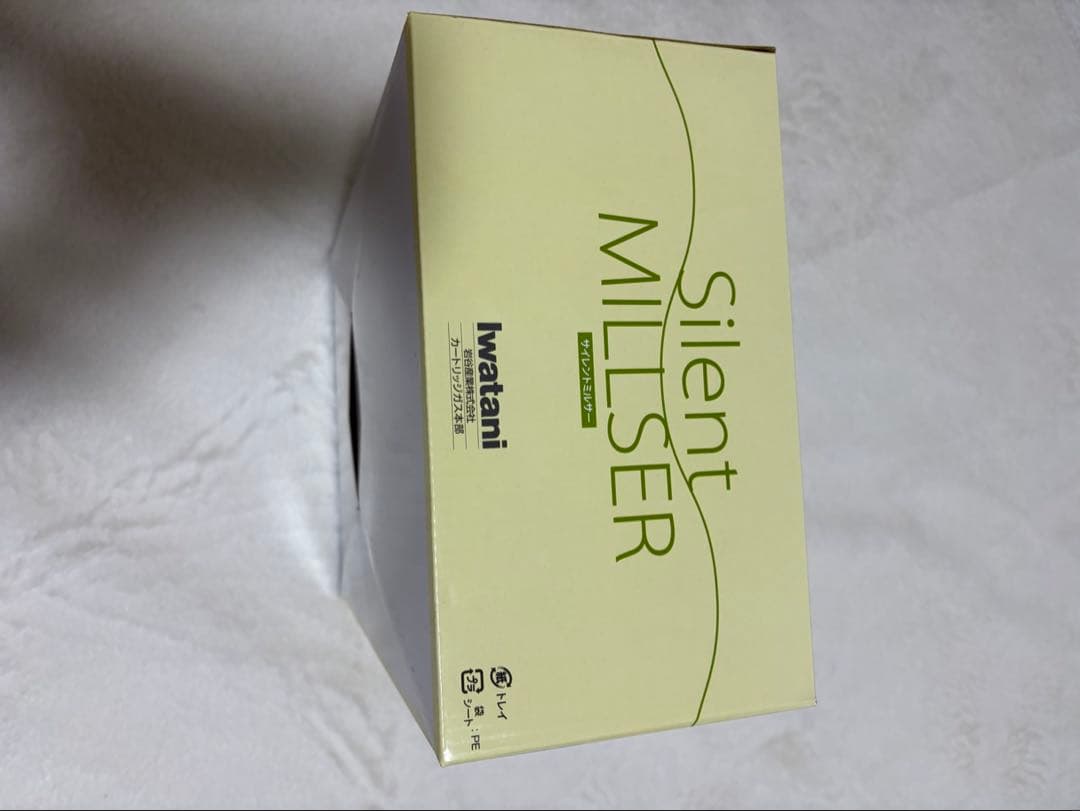 Silent
MILLSER
サイレントミルサー
Iwatani
岩谷産業株式会社
カートリッジガス本部
紙 トレイ
プラ 袋
シート : PE